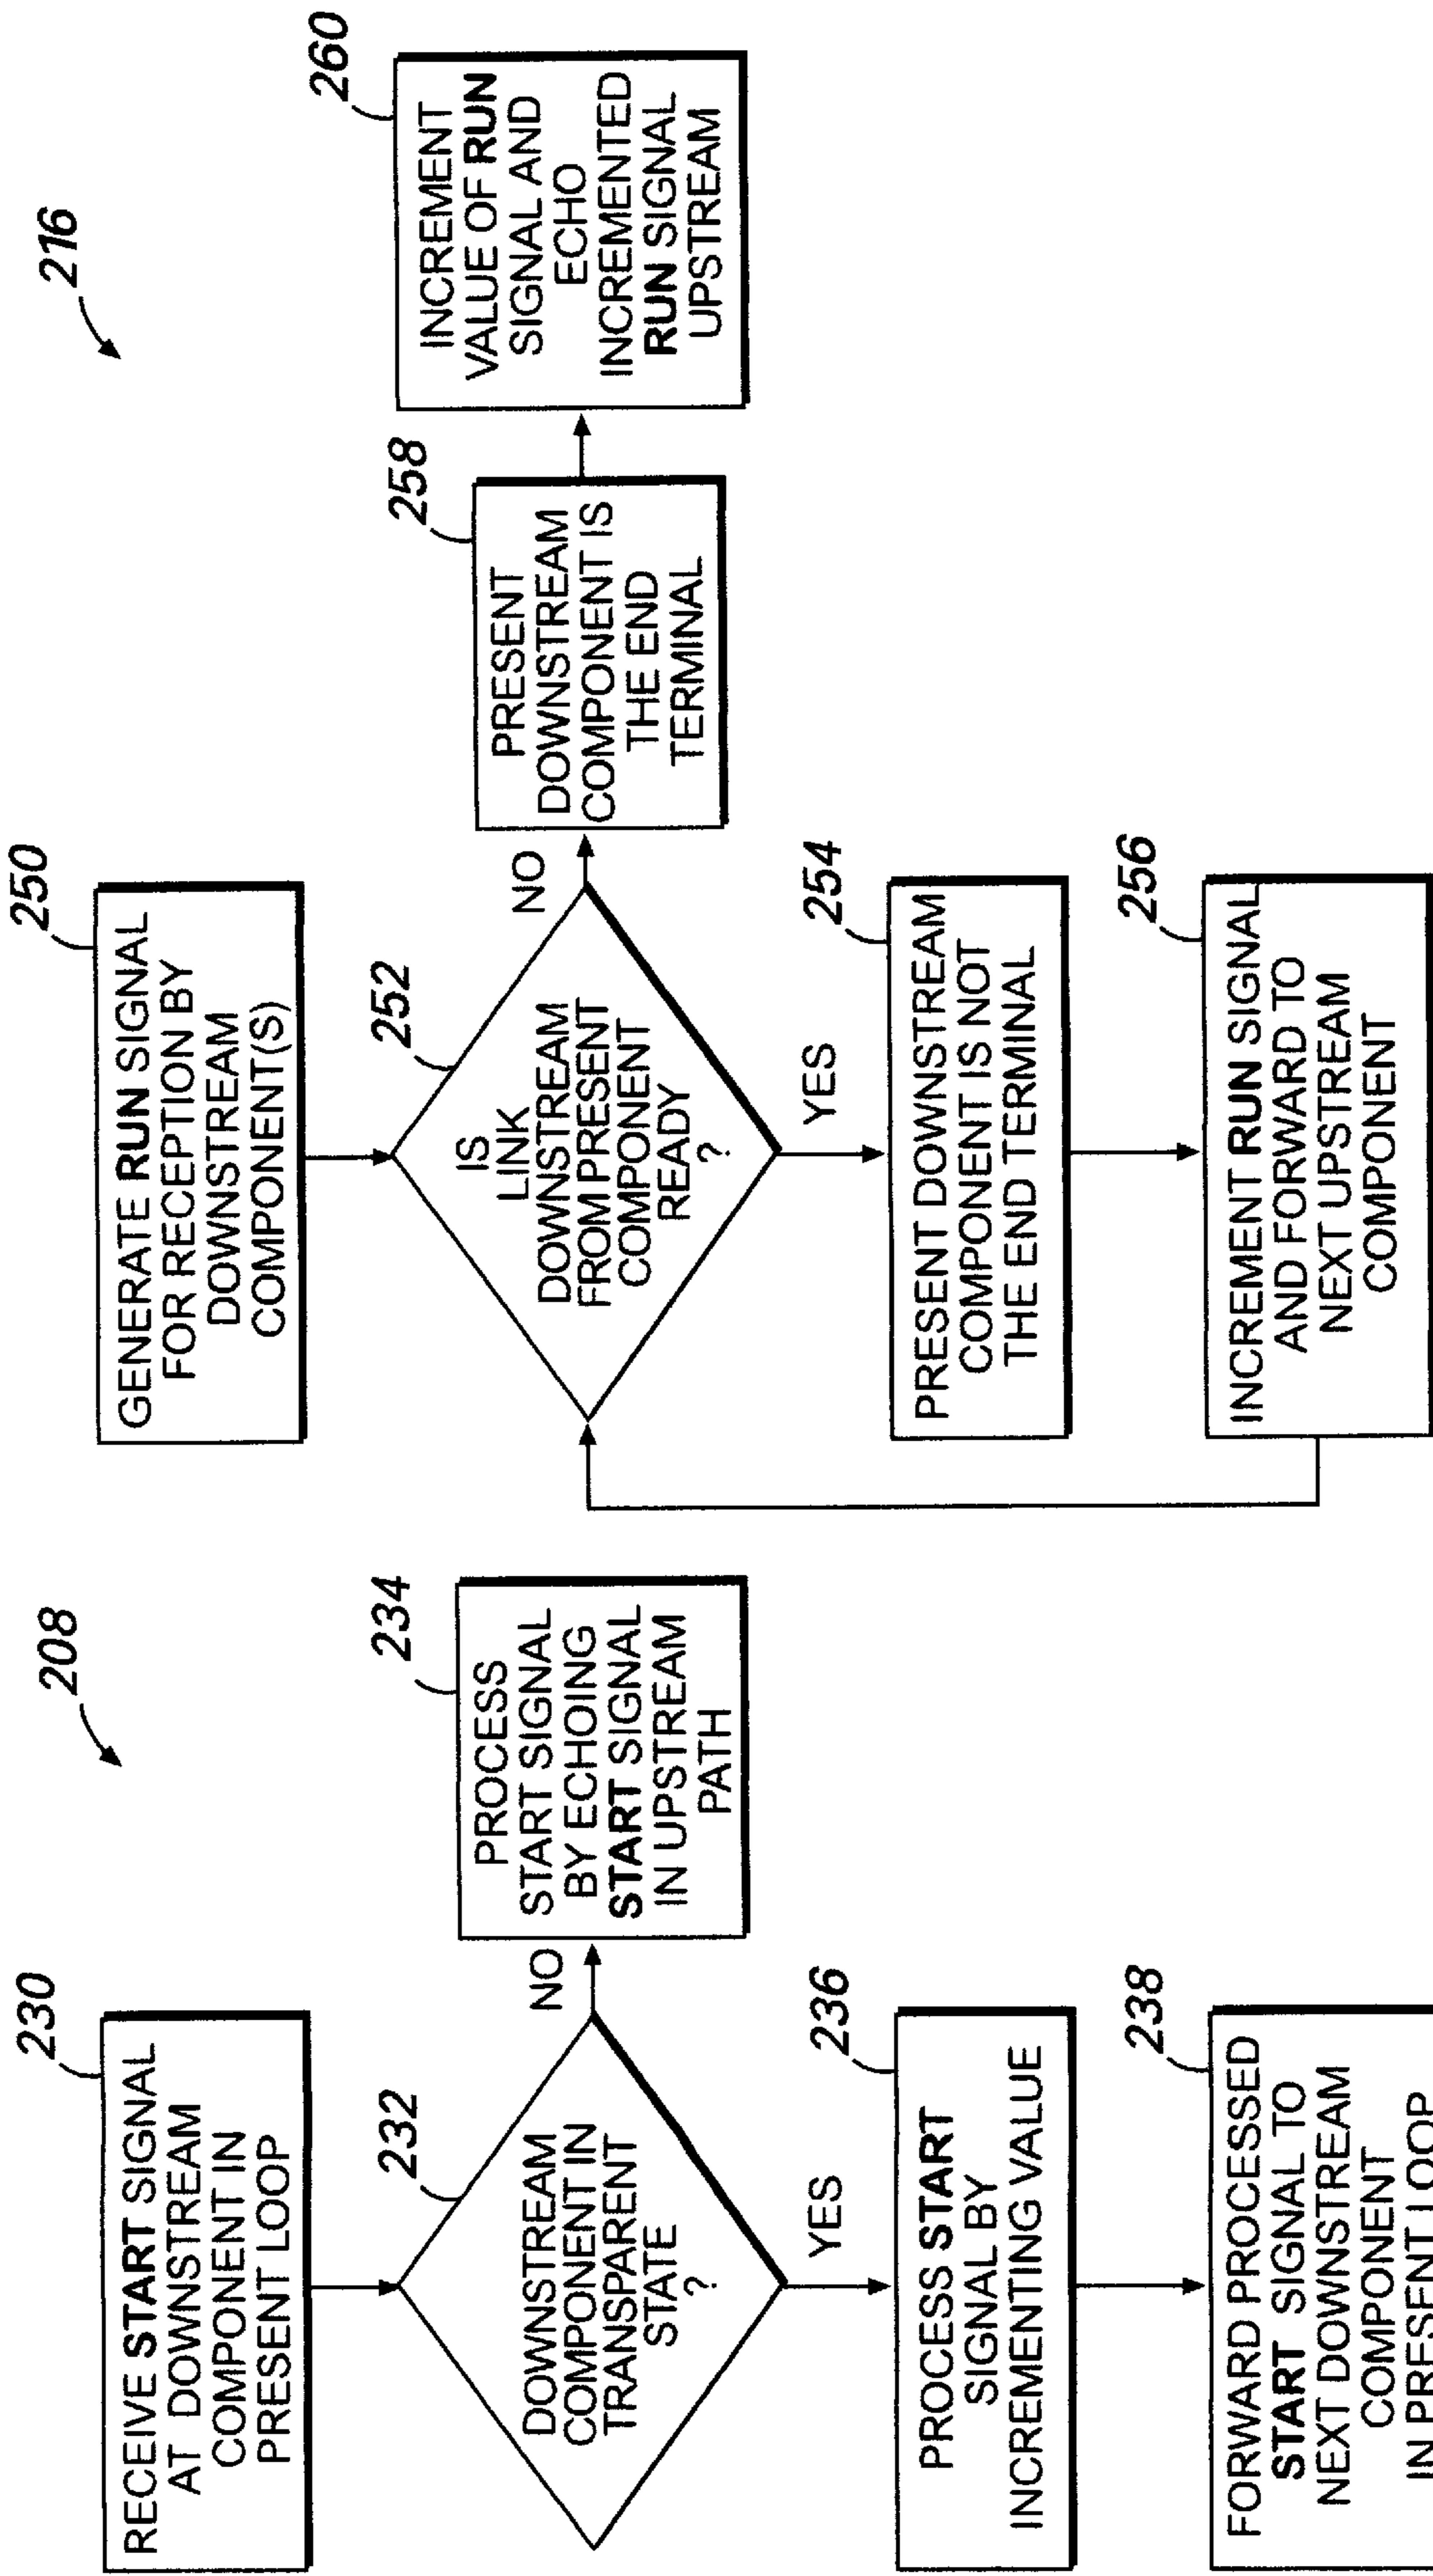 208
230
RECEIVE START SIGNAL
AT DOWNSTREAM
COMPONENT IN
PRESENT LOOP
232
DOWNSTREAM
COMPONENT IN
TRANSPARENT
STATE
?
NO
234
PROCESS
START SIGNAL
BY ECHOING
START SIGNAL
IN UPSTREAM
PATH
YES
236
PROCESS START
SIGNAL BY
INCREMENTING VALUE
238
FORWARD PROCESSED
START SIGNAL TO
NEXT DOWNSTREAM
COMPONENT
IN PRESENT LOOP
216
250
GENERATE RUN SIGNAL
FOR RECEPTION BY
DOWNSTREAM
COMPONENT(S)
252
IS
LINK
DOWNSTREAM
FROM PRESENT
COMPONENT
READY
?
NO
258
PRESENT
DOWNSTREAM
COMPONENT IS
THE END
TERMINAL
260
INCREMENT
VALUE OF RUN
SIGNAL AND
ECHO
INCREMENTED
RUN SIGNAL
UPSTREAM
YES
254
PRESENT DOWNSTREAM
COMPONENT IS NOT
THE END TERMINAL
256
INCREMENT RUN SIGNAL
AND FORWARD TO
NEXT UPSTREAM
COMPONENT